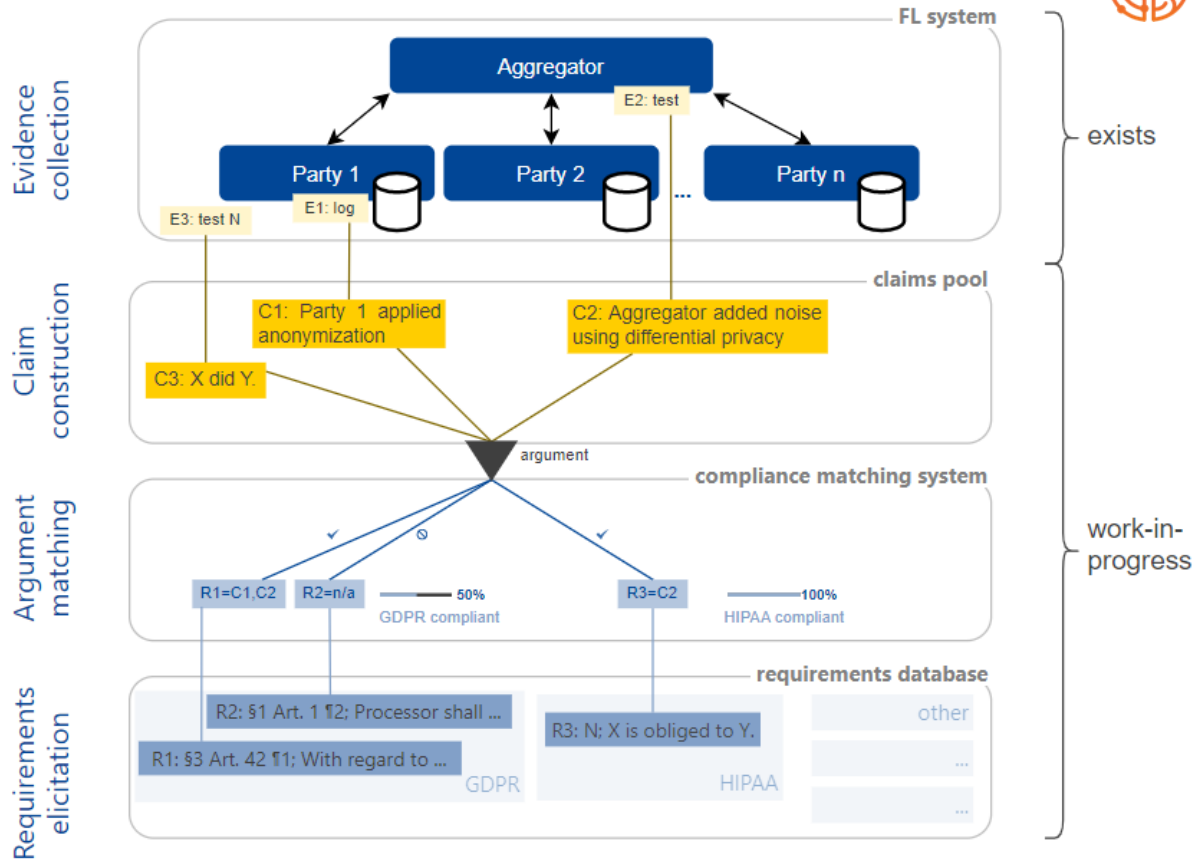 FL system
Evidence
collection
Aggregator
E2: test
exists
Party 1
Party 2
...
Party n
E1: log
E3: test N
claims pool
Claim
construction
C1: Party 1 applied
anonymization
C2: Aggregator added noise
using differential privacy
C3: X did Y.
argument
compliance matching system
Argument
matching
work-in-
progress
R1=C1,C2
R2=n/a
50%
GDPR compliant
R3=C2
100%
HIPAA compliant
requirements database
Requirements
elicitation
R2: §1 Art. 1 ¶2; Processor shall ...
R1: §3 Art. 42 ¶1; With regard to ...
GDPR
R3: N; X is obliged to Y.
HIPAA
other
...
...